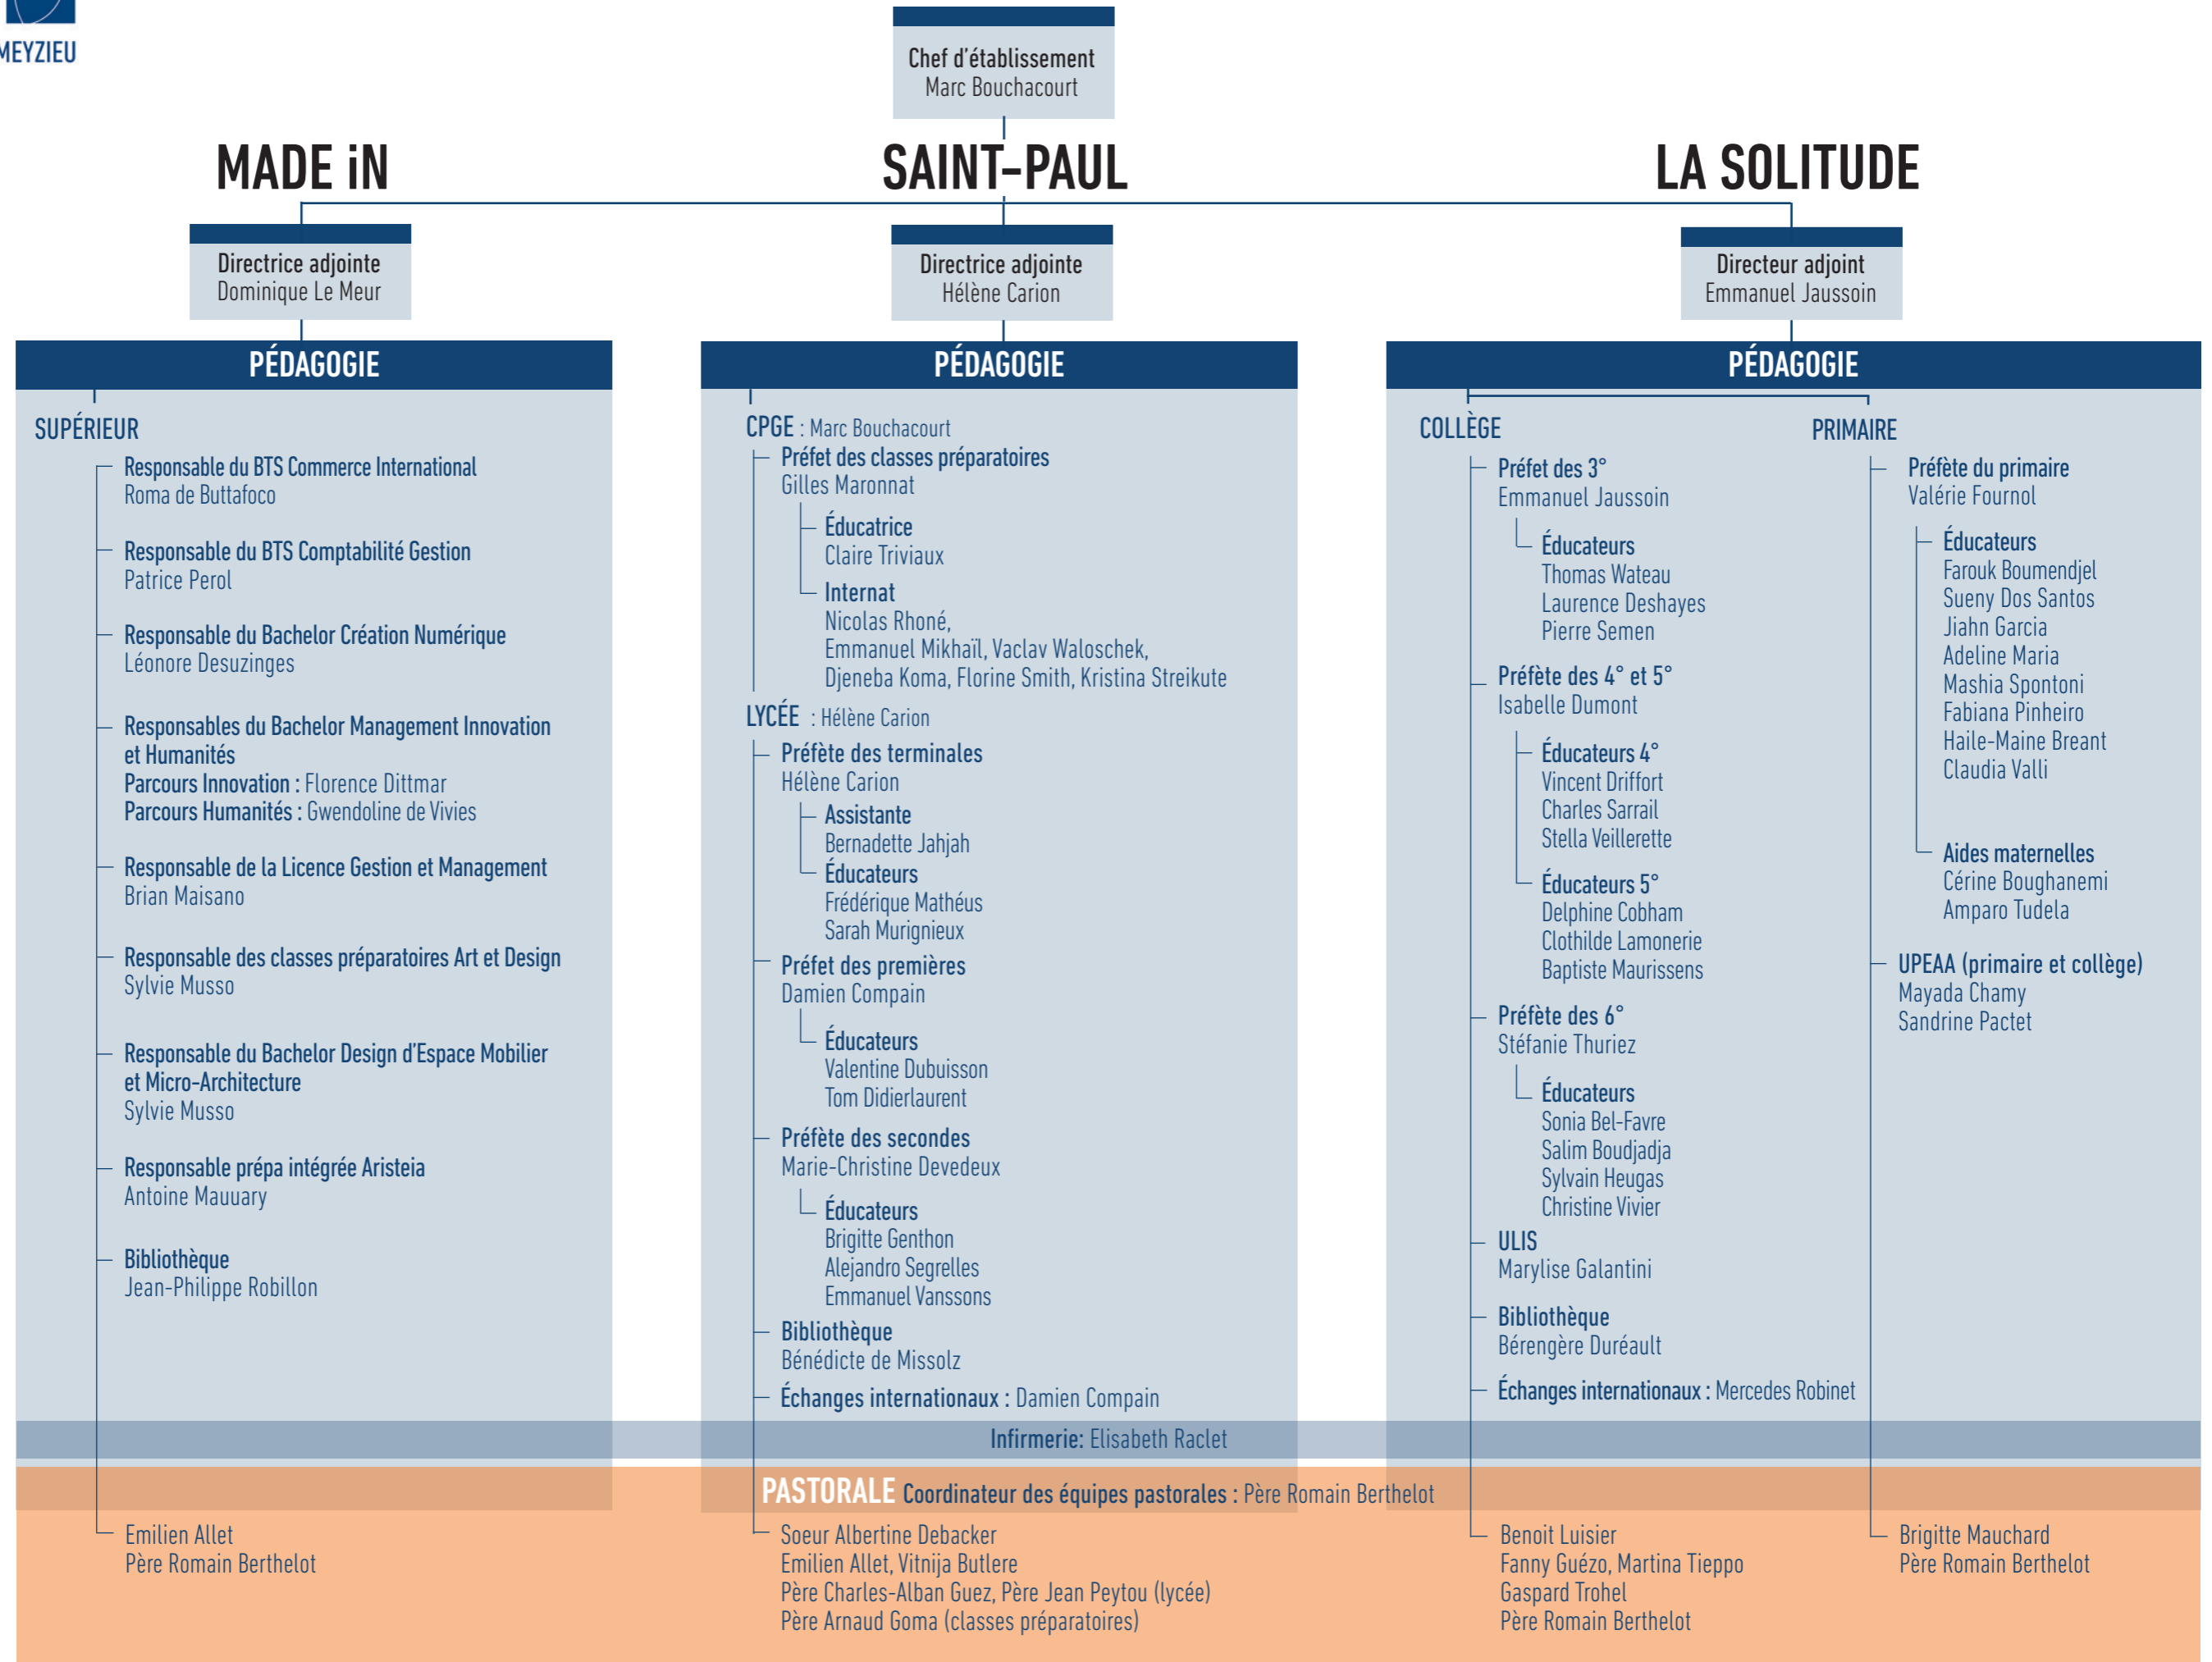 MEYZIEU
Chef d'établissement
Marc Bouchacourt
MADE iN
SAINT-PAUL
LA SOLITUDE
Directrice adjointe
Dominique Le Meur
Directrice adjointe
Hélène Carion
Directeur adjoint
Emmanuel Jaussoin
PÉDAGOGIE
SUPÉRIEUR
Responsable du BTS Commerce International
Roma de Buttafoco
Responsable du BTS Comptabilité Gestion
Patrice Perol
Responsable du Bachelor Création Numérique
Léonore Desuzinges
Responsables du Bachelor Management Innovation
et Humanités
Parcours Innovation : Florence Dittmar
Parcours Humanités : Gwendoline de Vivies
Responsable de la Licence Gestion et Management
Brian Maisano
Responsable des classes préparatoires Art et Design
Sylvie Musso
Responsable du Bachelor Design d'Espace Mobilier
et Micro-Architecture
Sylvie Musso
Responsable prépa intégrée Aristeia
Antoine Mauuary
Bibliothèque
Jean-Philippe Robillon
PÉDAGOGIE
CPGE : Marc Bouchacourt
Préfet des classes préparatoires
Gilles Maronnat
Éducatrice
Claire Triviaux
Internat
Nicolas Rhoné,
Emmanuel Mikhaïl, Vaclav Waloschek,
Djeneba Koma, Florine Smith, Kristina Streikute
LYCÉE : Hélène Carion
Préfète des terminales
Hélène Carion
Assistante
Bernadette Jahjah
Éducateurs
Frédérique Mathéus
Sarah Murignieux
Préfet des premières
Damien Compain
Éducateurs
Valentine Dubuisson
Tom Didierlaurent
Préfète des secondes
Marie-Christine Devedeux
Éducateurs
Brigitte Genthon
Alejandro Segrelles
Emmanuel Vanssons
Bibliothèque
Bénédicte de Missolz
Échanges internationaux : Damien Compain
PÉDAGOGIE
COLLÈGE
Préfet des 3°
Emmanuel Jaussoin
Éducateurs
Thomas Wateau
Laurence Deshayes
Pierre Semen
Préfète des 4° et 5°
Isabelle Dumont
Éducateurs 4°
Vincent Driffort
Charles Sarrail
Stella Veillerette
Éducateurs 5°
Delphine Cobham
Clothilde Lamonerie
Baptiste Maurissens
Préfète des 6°
Stéfanie Thuriez
Éducateurs
Sonia Bel-Favre
Salim Boudjadja
Sylvain Heugas
Christine Vivier
ULIS
Marylise Galantini
Bibliothèque
Bérengère Duréault
Échanges internationaux : Mercedes Robinet
PRIMAIRE
Préfète du primaire
Valérie Fournol
Éducateurs
Farouk Boumendjel
Sueny Dos Santos
Jiahn Garcia
Adeline Maria
Mashia Spontoni
Fabiana Pinheiro
Haile-Maine Breant
Claudia Valli
Aides maternelles
Cérine Boughanemi
Amparo Tudela
UPEAA (primaire et collège)
Mayada Chamy
Sandrine Pactet
Infirmerie: Elisabeth Raclet
PASTORALE Coordinateur des équipes pastorales : Père Romain Berthelot
Emilien Allet
Père Romain Berthelot
Soeur Albertine Debacker
Emilien Allet, Vitnija Butlere
Père Charles-Alban Guez, Père Jean Peytou (lycée)
Père Arnaud Goma (classes préparatoires)
Benoit Luisier
Fanny Guézo, Martina Tieppo
Gaspard Trohel
Père Romain Berthelot
Brigitte Mauchard
Père Romain Berthelot